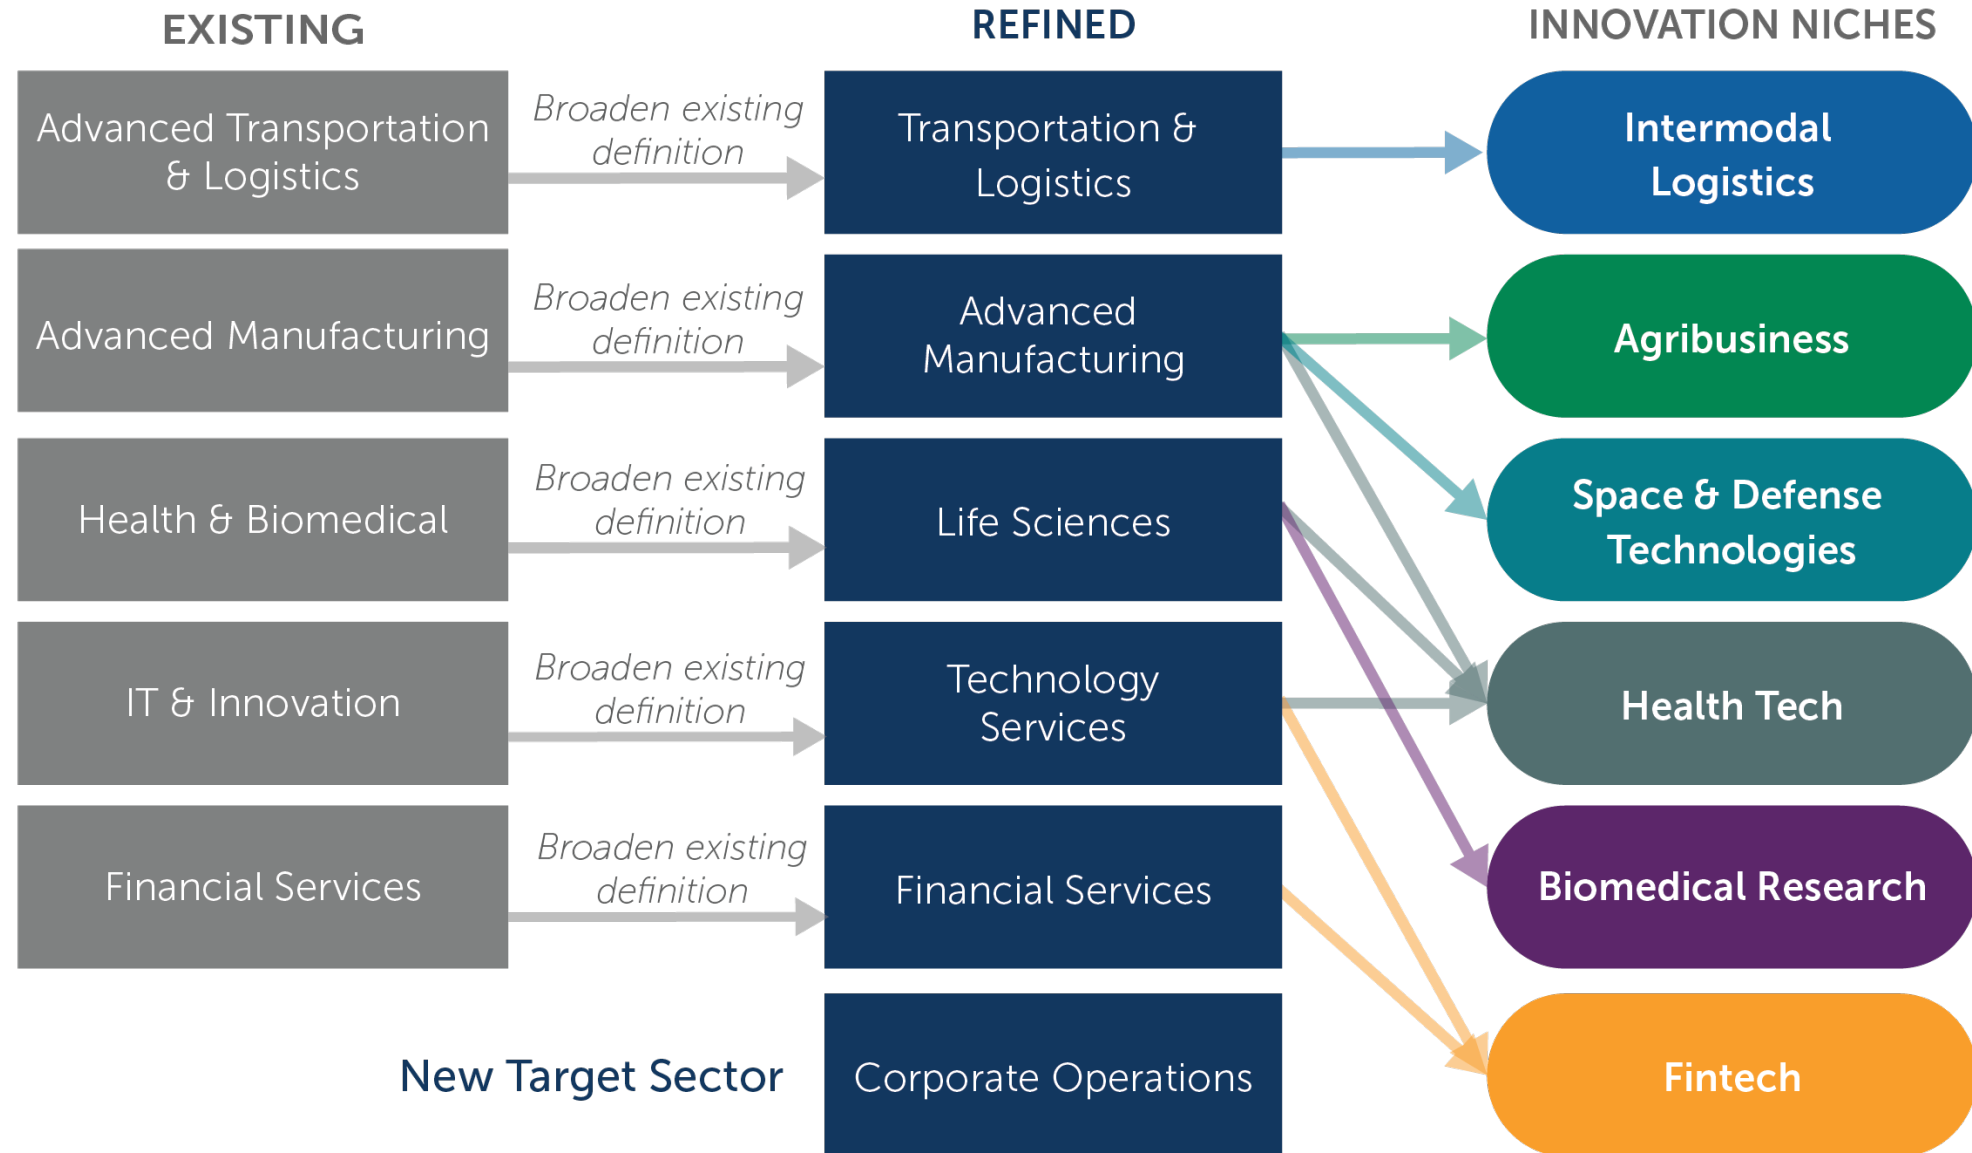 EXISTING
REFINED
INNOVATION NICHES
Advanced Transportation
& Logistics
Broaden existing
definition
Transportation &
Logistics
Intermodal
Logistics
Advanced Manufacturing
Broaden existing
definition
Advanced
Manufacturing
Agribusiness
Health & Biomedical
Broaden existing
definition
Life Sciences
Space & Defense
Technologies
IT & Innovation
Broaden existing
definition
Technology
Services
Health Tech
Financial Services
Broaden existing
definition
Financial Services
Biomedical Research
New Target Sector
Corporate Operations
Fintech